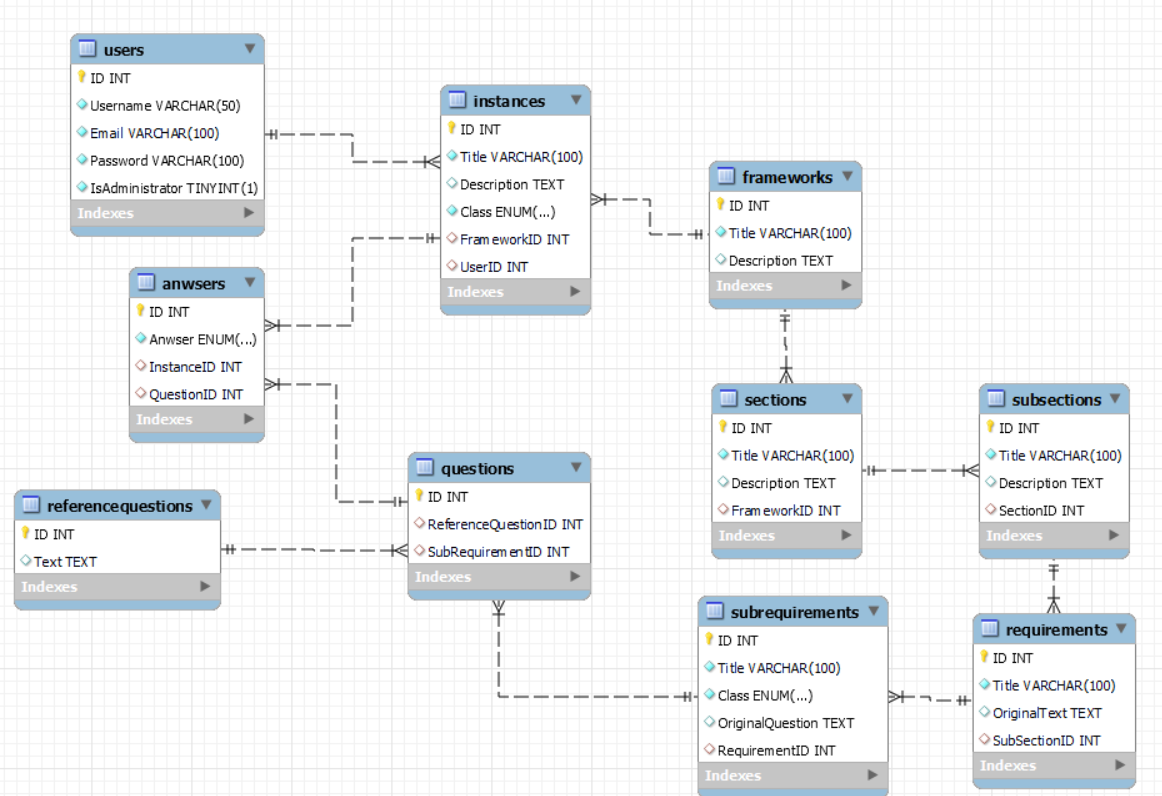 users
ID INT
Username VARCHAR(50)
Email VARCHAR(100)
Password VARCHAR(100)
IsAdministrator TINYINT(1)
Indexes
instances
ID INT
Title VARCHAR(100)
Description TEXT
Class ENUM(...)
FrameworkID INT
UserID INT
Indexes
frameworks
ID INT
Title VARCHAR(100)
Description TEXT
Indexes
anwsers
ID INT
Anwser ENUM(...)
InstanceID INT
QuestionID INT
Indexes
sections
ID INT
Title VARCHAR(100)
Description TEXT
FrameworkID INT
Indexes
subsections
ID INT
Title VARCHAR(100)
Description TEXT
SectionID INT
Indexes
questions
ID INT
ReferenceQuestionID INT
SubRequirementID INT
Indexes
referencequestions
ID INT
Text TEXT
Indexes
subrequirements
ID INT
Title VARCHAR(100)
Class ENUM(...)
OriginalQuestion TEXT
RequirementID INT
Indexes
requirements
ID INT
Title VARCHAR(100)
OriginalText TEXT
SubSectionID INT
Indexes